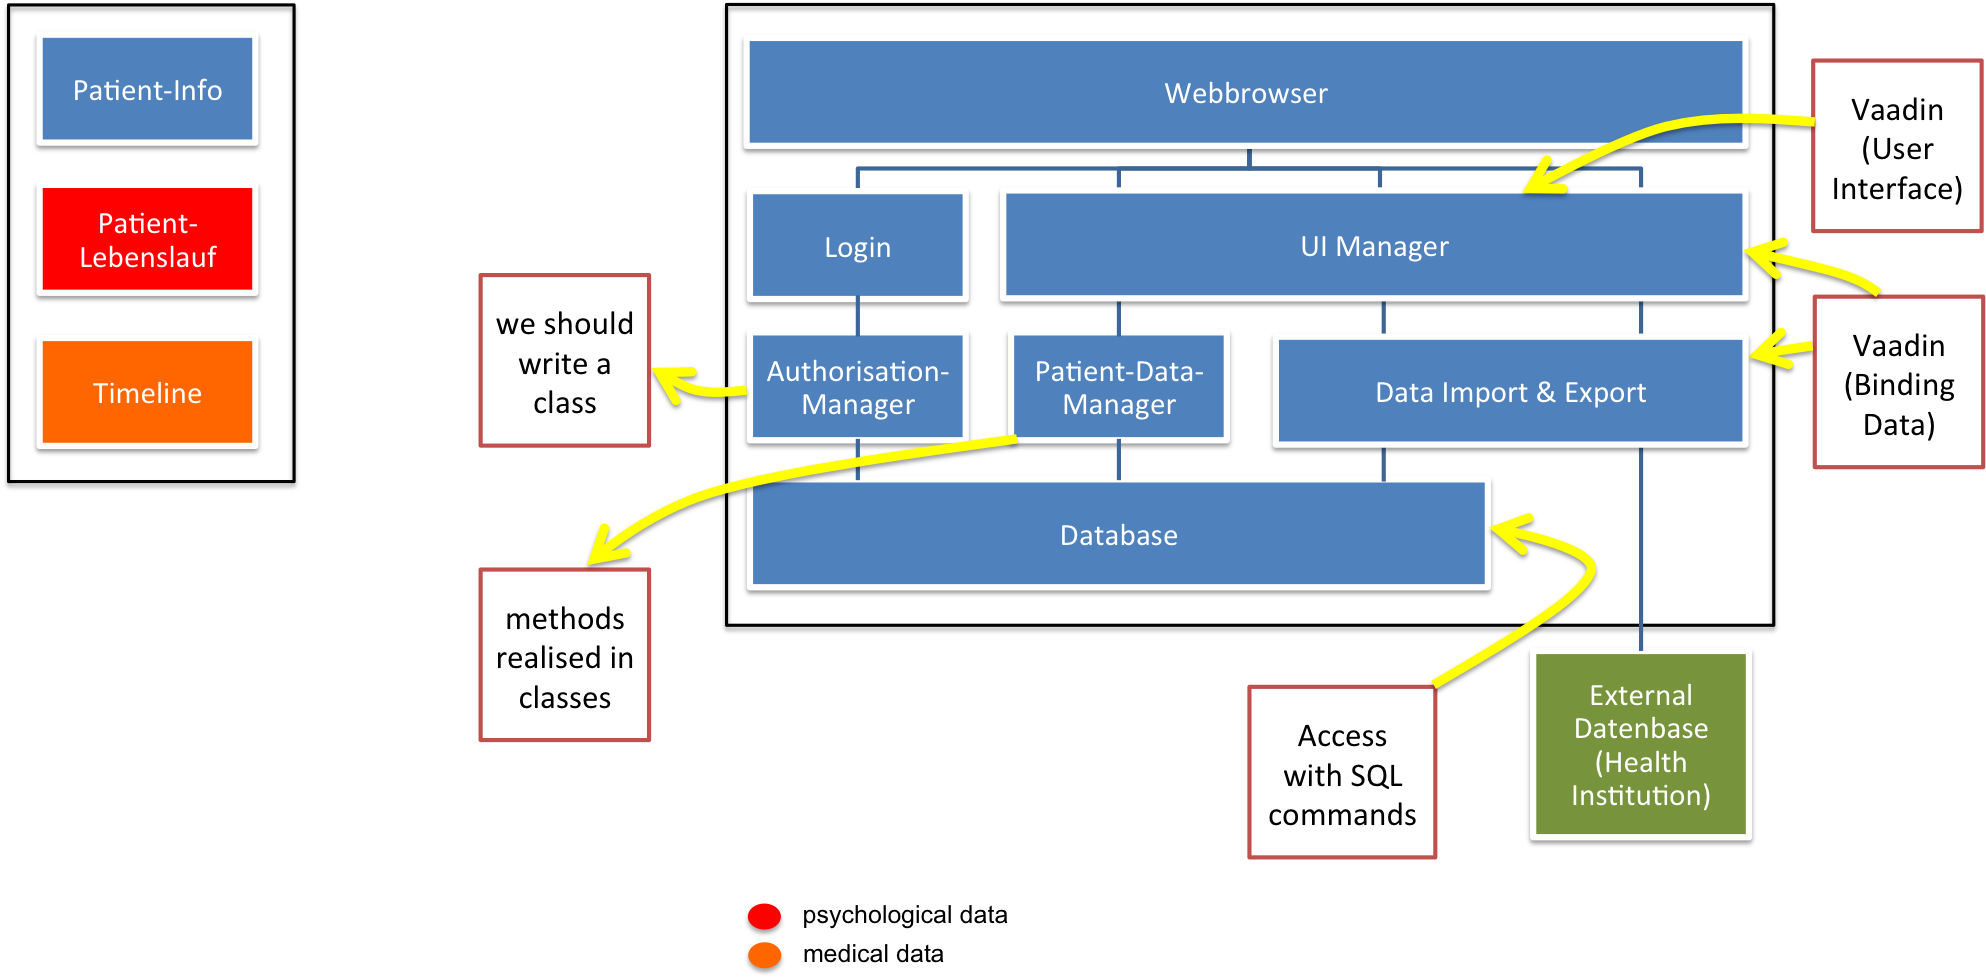 Patient-Info
Patient-
Lebenslauf
Timeline
Webbrowser
Login
UI Manager
Authorisation-
Manager
Patient-Data-
Manager
Data Import & Export
Database
External
Datenbase
(Health
Institution)
Vaadin
(User
Interface)
Vaadin
(Binding
Data)
we should
write a
class
methods
realised in
classes
Access
with SQL
commands
psychological data
medical data